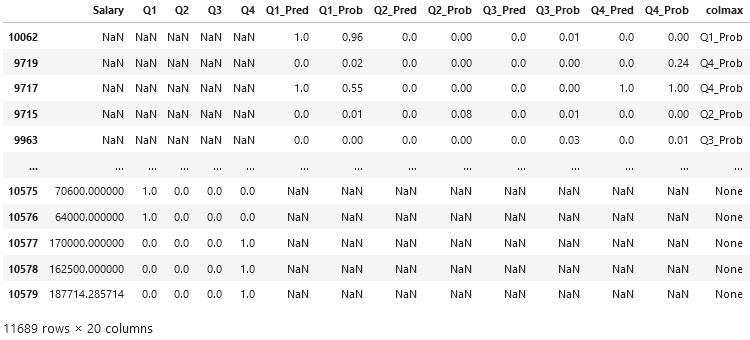 Salary Q1 Q2 Q3 Q4 Q1_Pred Q1_Prob Q2_Pred Q2_Prob Q3_Pred Q3_Prob Q4_Pred Q4_Prob colmax
10062 NaN NaN NaN NaN NaN 1.0 0.96 0.0 0.00 0.0 0.01 0.0 0.00 Q1_Prob
9719 NaN NaN NaN NaN NaN 0.0 0.02 0.0 0.00 0.0 0.00 0.0 0.24 Q4_Prob
9717 NaN NaN NaN NaN NaN 1.0 0.55 0.0 0.00 0.0 0.00 1.0 1.00 Q4_Prob
9715 NaN NaN NaN NaN NaN 0.0 0.01 0.0 0.08 0.0 0.01 0.0 0.00 Q2_Prob
9963 NaN NaN NaN NaN NaN 0.0 0.00 0.0 0.00 0.0 0.03 0.0 0.01 Q3_Prob
... ... ... ... ... ... ... ... ... ... ... ... ... ... ...
10575 70600.000000 1.0 0.0 0.0 0.0 NaN NaN NaN NaN NaN NaN NaN NaN None
10576 64000.000000 1.0 0.0 0.0 0.0 NaN NaN NaN NaN NaN NaN NaN NaN None
10577 170000.000000 0.0 0.0 0.0 1.0 NaN NaN NaN NaN NaN NaN NaN NaN None
10578 162500.000000 0.0 0.0 0.0 1.0 NaN NaN NaN NaN NaN NaN NaN NaN None
10579 187714.285714 0.0 0.0 0.0 1.0 NaN NaN NaN NaN NaN NaN NaN NaN None
11689 rows × 20 columns